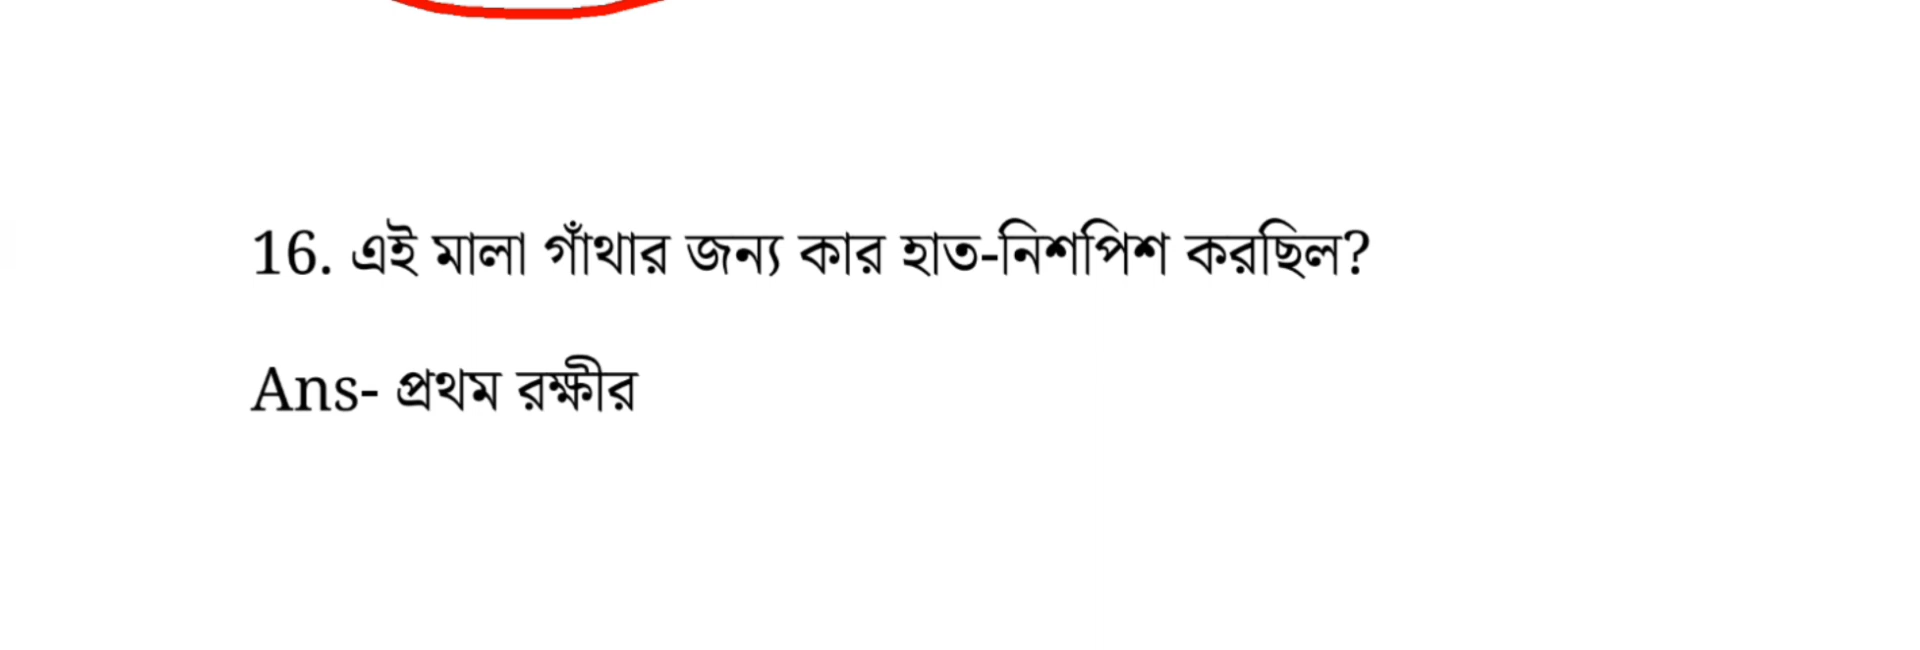 16. এই মালা গাঁথার জন্য কার হাত-নিশপিশ করছিল?
Ans- প্রথম রক্ষীর